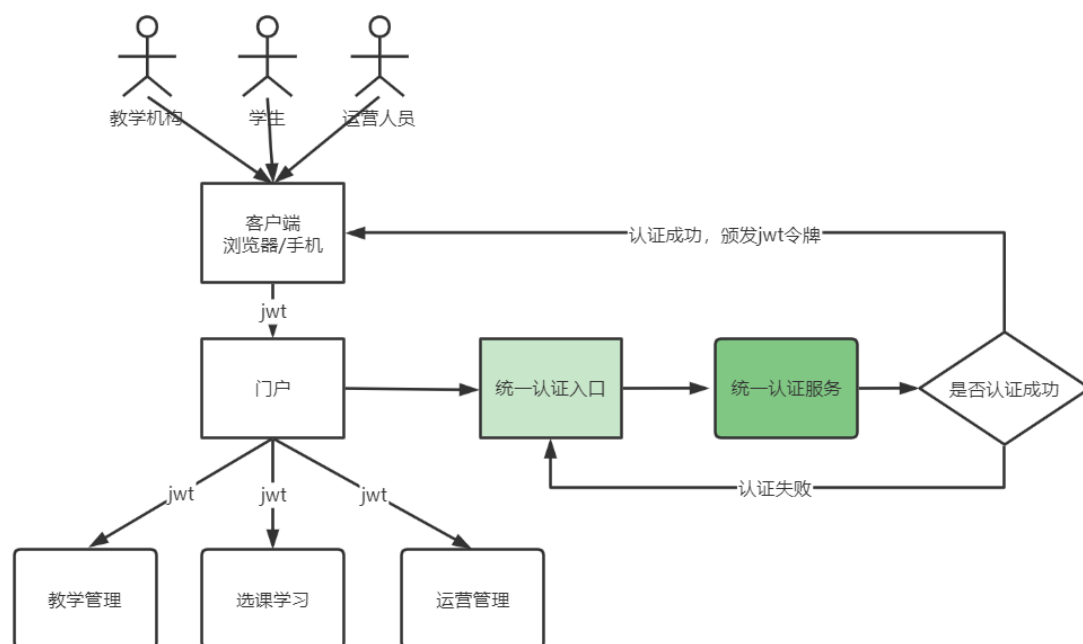 教学机构
学生
运营人员
客户端
浏览器/手机
认证成功，颁发jwt令牌
jwt
门户
统一认证入口
统一认证服务
是否认证成功
认证失败
jwt
jwt
jwt
教学管理
选课学习
运营管理